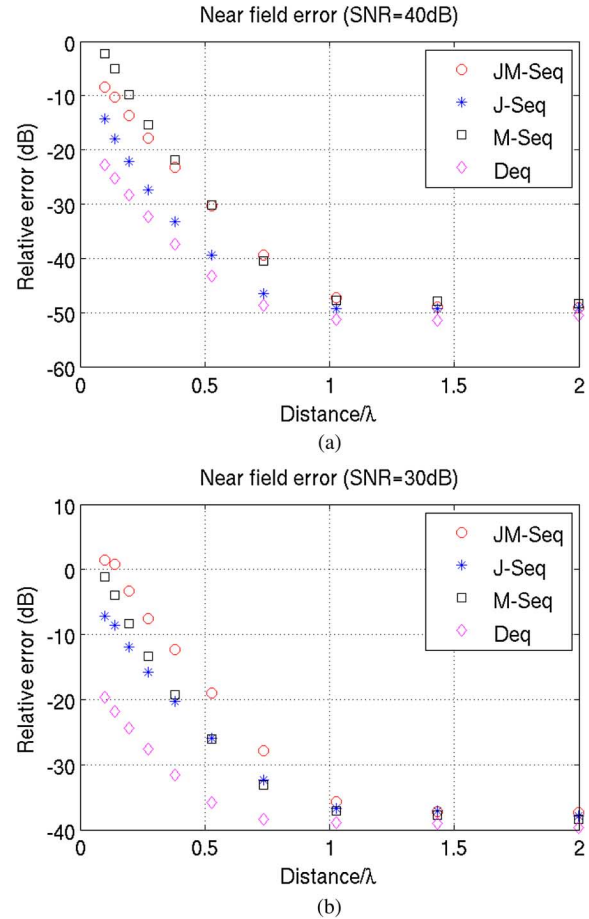 Near field error (SNR=40dB)
0
-10
-20
-30
-40
-50
-60
Relative error (dB)
JM-Seq
J-Seq
M-Seq
Deq
0 0.5 1 1.5 2
Distance/λ
(a)
Near field error (SNR=30dB)
10
0
-10
-20
-30
-40
Relative error (dB)
JM-Seq
J-Seq
M-Seq
Deq
0 0.5 1 1.5 2
Distance/λ
(b)